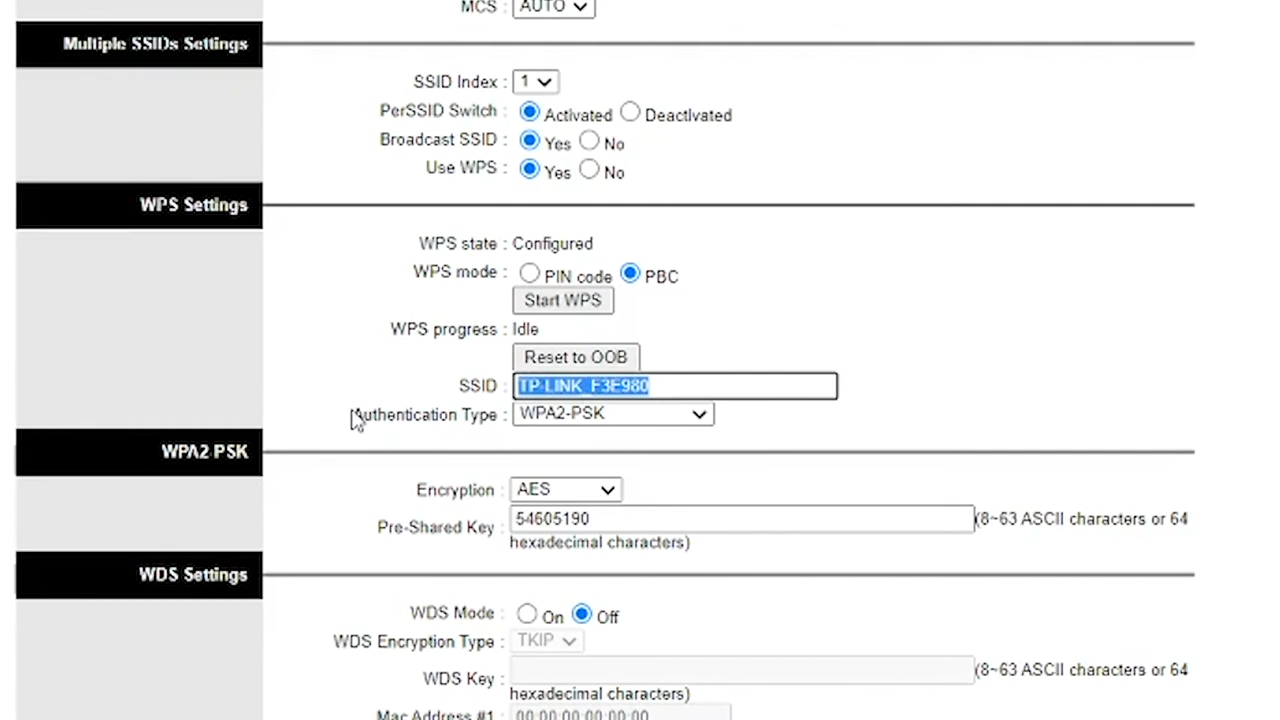 MCS : AUTO
Multiple SSIDs Settings
SSID Index : 1
PerSSID Switch : Activated Deactivated
Broadcast SSID : Yes No
Use WPS : Yes No
WPS Settings
WPS state : Configured
WPS mode : PIN code PBC
Start WPS
WPS progress : Idle
Reset to OOB
SSID : TP-LINK_F3E980
Authentication Type : WPA2-PSK
WPA2-PSK
Encryption : AES
Pre-Shared Key : 54605190 (8~63 ASCII characters or 64
hexadecimal characters)
WDS Settings
WDS Mode : On Off
WDS Encryption Type : TKIP
WDS Key : (8~63 ASCII characters or 64
hexadecimal characters)
Mac Address #1 : 00:00:00:00:00:00